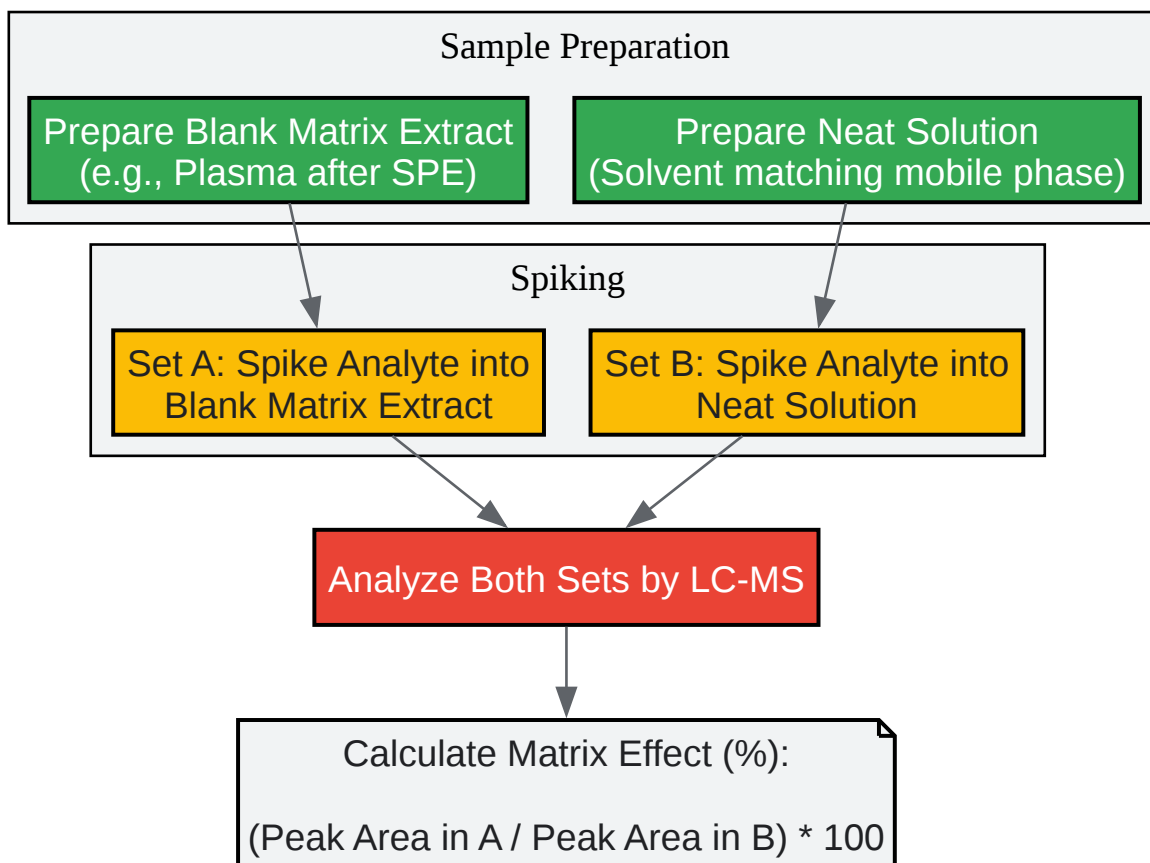 Sample Preparation
Prepare Blank Matrix Extract
(e.g., Plasma after SPE)
Prepare Neat Solution
(Solvent matching mobile phase)
Spiking
Set A: Spike Analyte into
Blank Matrix Extract
Set B: Spike Analyte into
Neat Solution
Analyze Both Sets by LC-MS
Calculate Matrix Effect (%):
(Peak Area in A / Peak Area in B) * 100